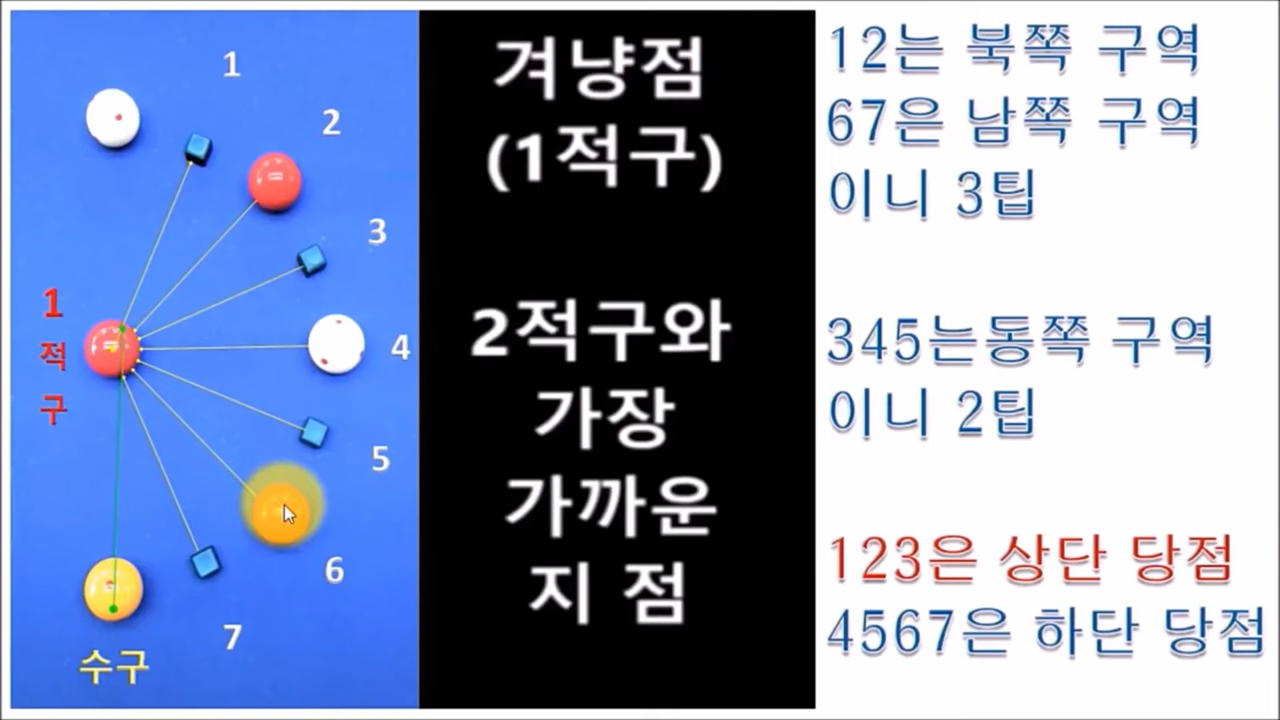 1
2
3
4
5
6
7
1
적
구
수구
겨냥점
(1적구)
2적구와
가장
가까운
지 점
12는 북쪽 구역
67은 남쪽 구역
이니 3팁
345는동쪽 구역
이니 2팁
123은 상단 당점
4567은 하단 당점